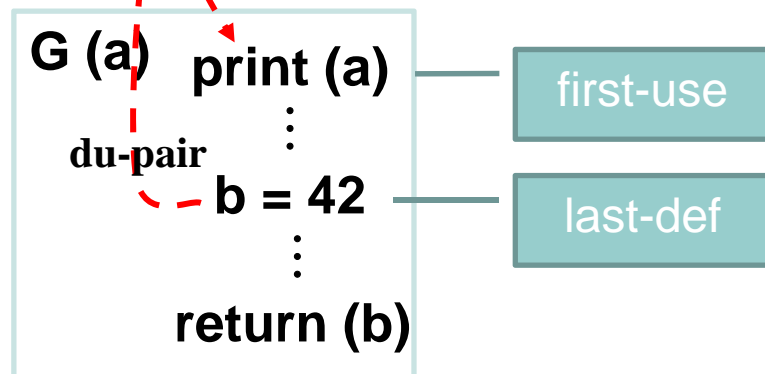 G (a)
print (a)
first-use
du-pair
b = 42
last-def
return (b)